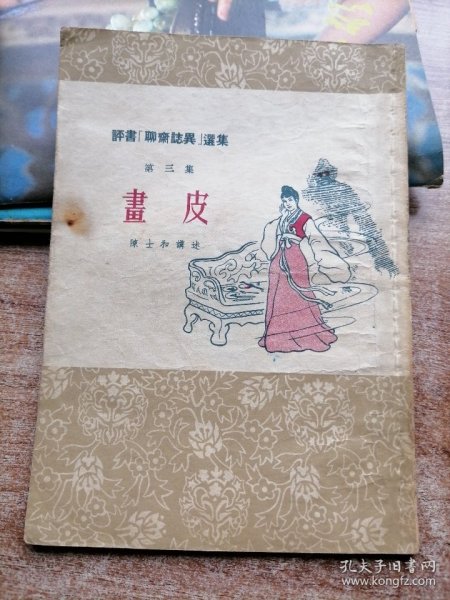 評書「聊齋誌異」選集
第三集
畫皮
陳士和講述
孔夫子旧书网
www.kongfz.com